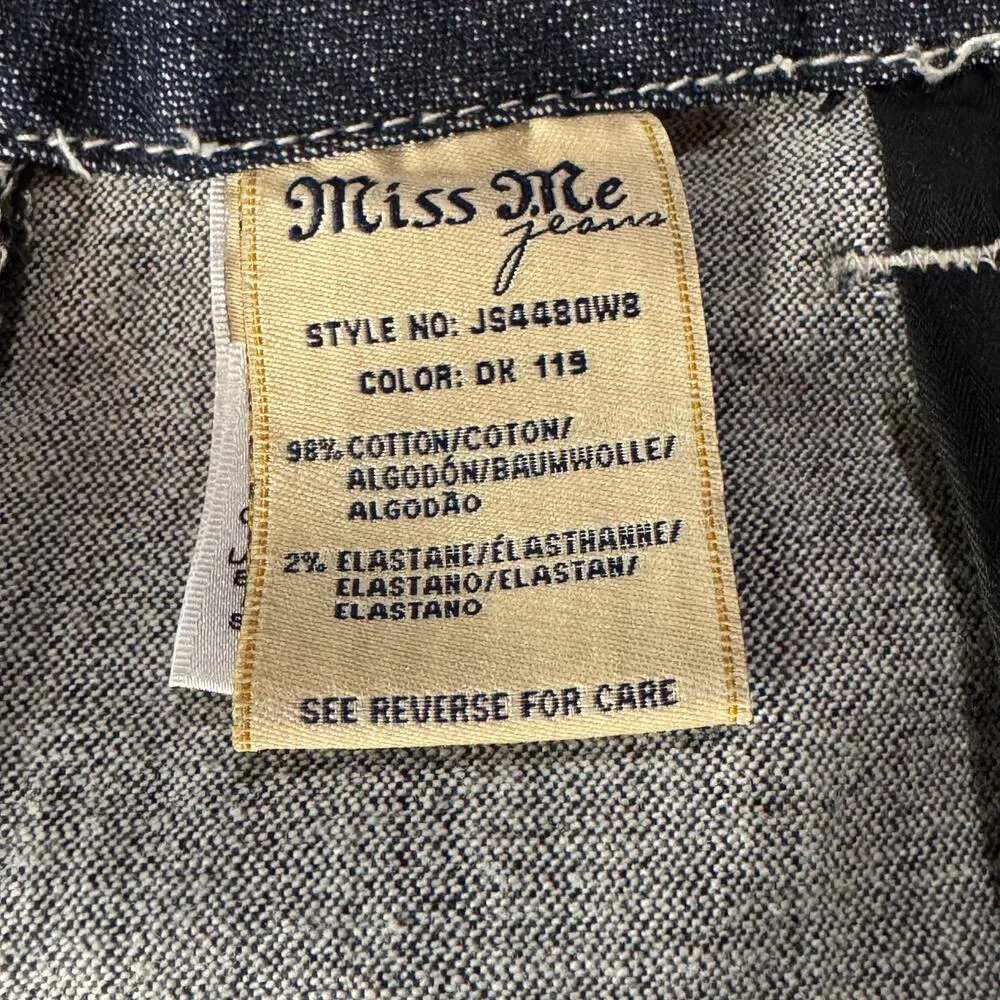 Miss Me
jeans
STYLE NO: JS4480W8
COLOR: DK 119
98% COTTON/COTON/
ALGODÓN/BAUMWOLLE/
ALGODÃO
2% ELASTANE/ÉLASTHANNE/
ELASTANO/ELASTAN/
ELASTANO
SEE REVERSE FOR CARE